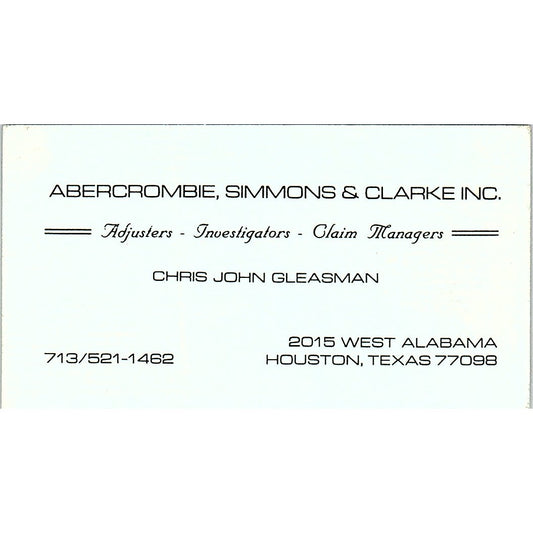 ABERCROMBIE, SIMMONS & CLARKE INC.
Adjusters - Investigators - Claim Managers
CHRIS JOHN GLEASMAN
713/521-1462
2015 WEST ALABAMA
HOUSTON, TEXAS 77098